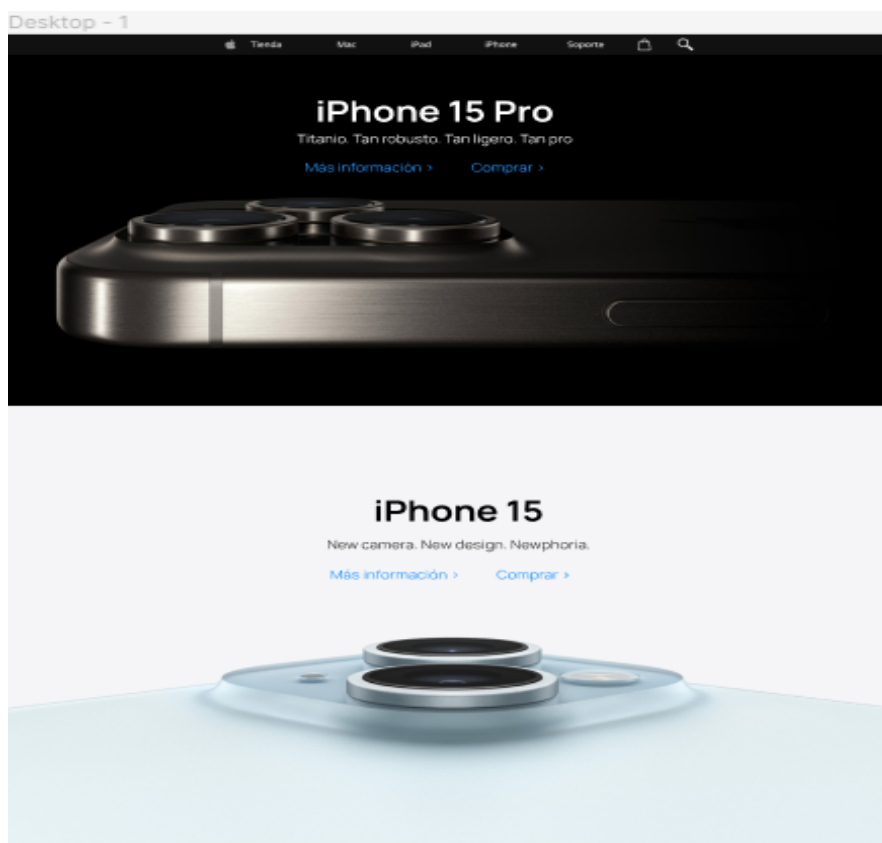 Desktop - 1
Tienda Mac iPad iPhone Soporte
iPhone 15 Pro
Titanio. Tan robusto. Tan ligero. Tan pro
Más información > Comprar >
iPhone 15
New camera. New design. Newphoria.
Más información > Comprar >